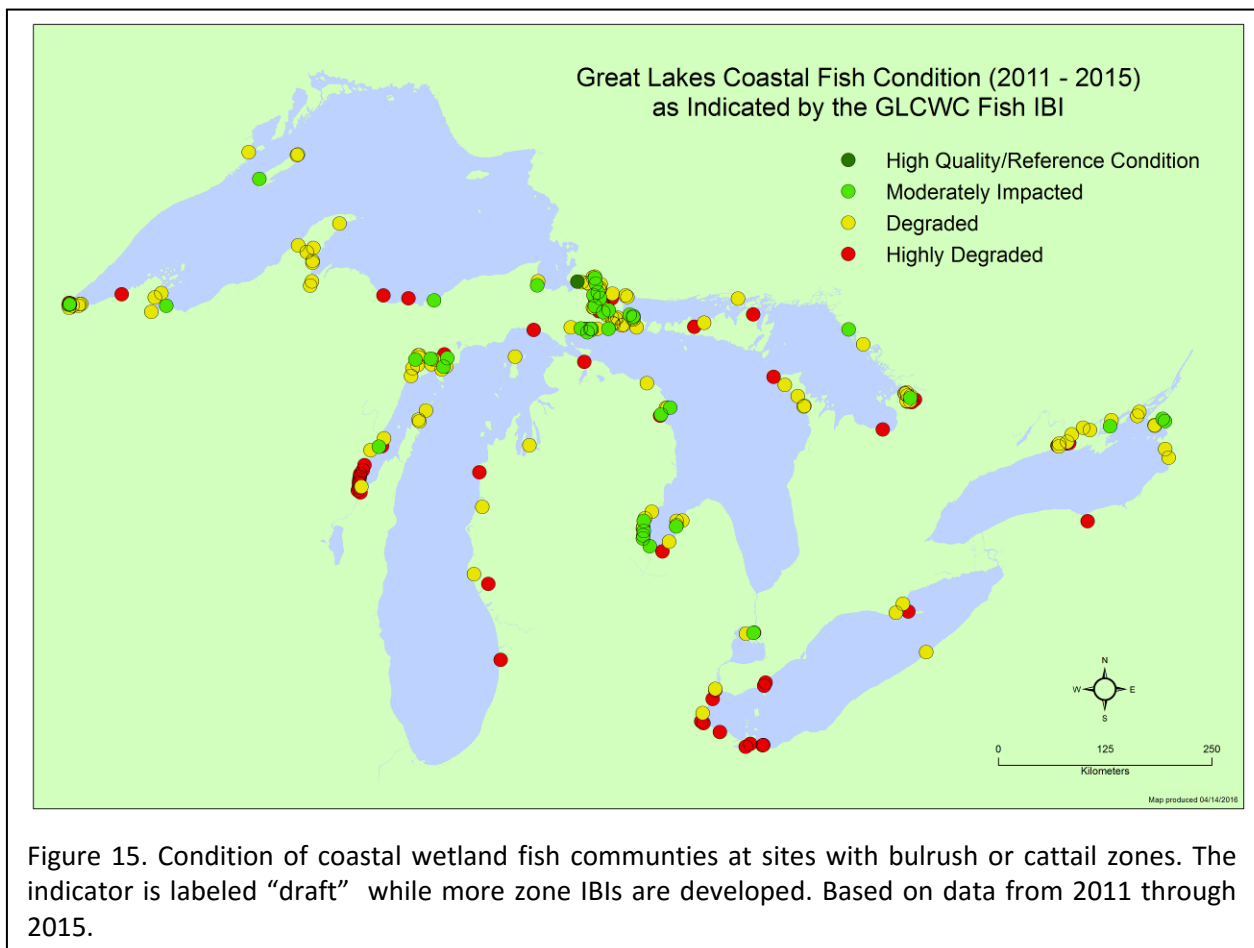 Great Lakes Coastal Fish Condition (2011 - 2015)
as Indicated by the GLCWC Fish IBI
High Quality/Reference Condition
Moderately Impacted
Degraded
Highly Degraded
N
W E
S
0 125 250
Kilometers
Map produced 04/14/2016
Figure 15. Condition of coastal wetland fish communties at sites with bulrush or cattail zones. The
indicator is labeled “draft” while more zone IBIs are developed. Based on data from 2011 through
2015.